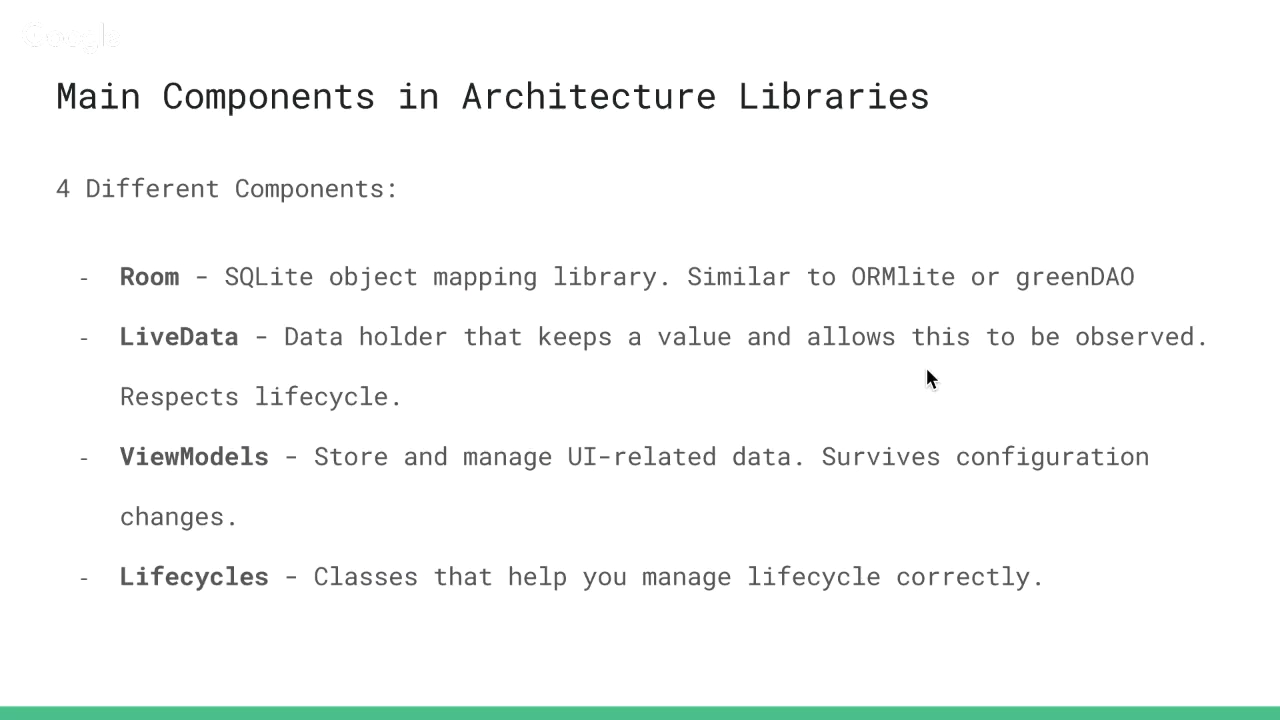 Google
Main Components in Architecture Libraries
4 Different Components:
- Room - SQLite object mapping library. Similar to ORMlite or greenDAO
- LiveData - Data holder that keeps a value and allows this to be observed.
Respects lifecycle.
- ViewModels - Store and manage UI-related data. Survives configuration
changes.
- Lifecycles - Classes that help you manage lifecycle correctly.